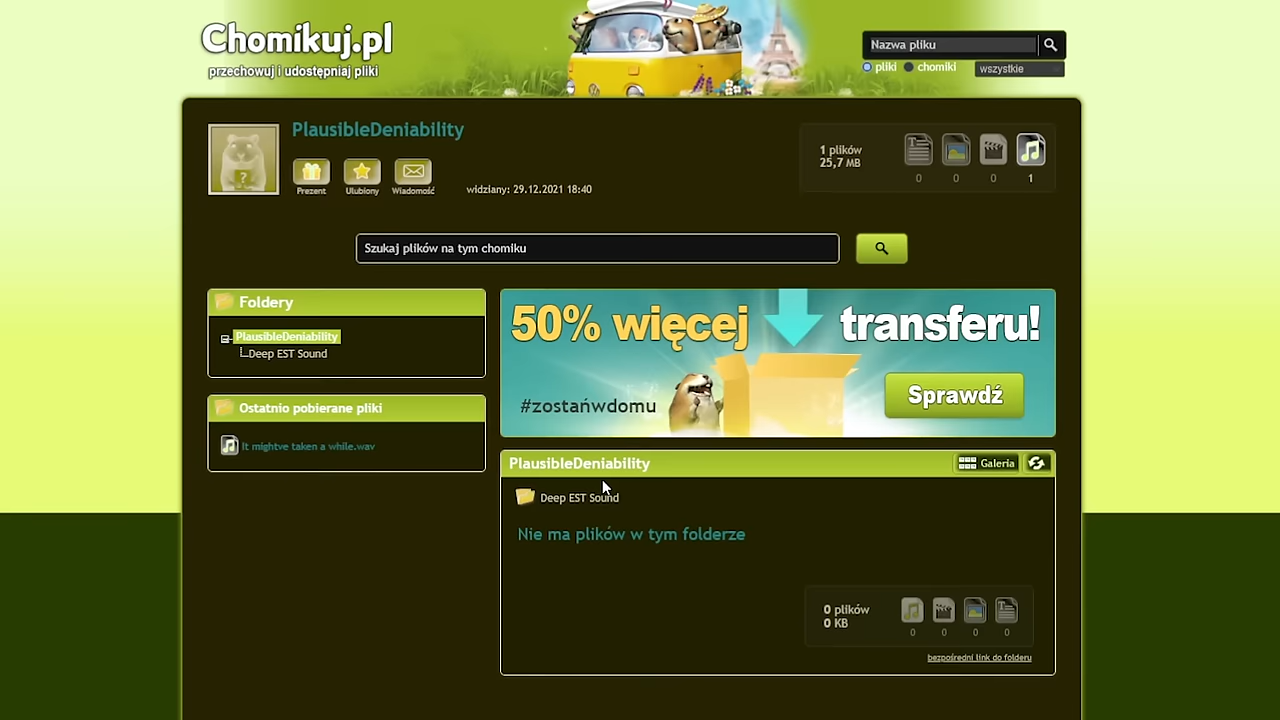 Chomikuj.pl
przechowuj i udostępniaj pliki
Nazwa pliku
pliki chomiki wszystkie
PlausibleDeniability
Prezent Ulubiony Wiadomość
widziany: 29.12.2021 18:40
1 plików
25,7 MB
0 0 0 1
Szukaj plików na tym chomiku
Foldery
PlausibleDeniability
Deep EST Sound
Ostatnio pobierane pliki
It mightve taken a while.wav
50% więcej transferu!
#zostańwdomu
Sprawdź
PlausibleDeniability
Galeria
Deep EST Sound
Nie ma plików w tym folderze
0 plików
0 KB
0 0 0 0
bezpośredni link do folderu